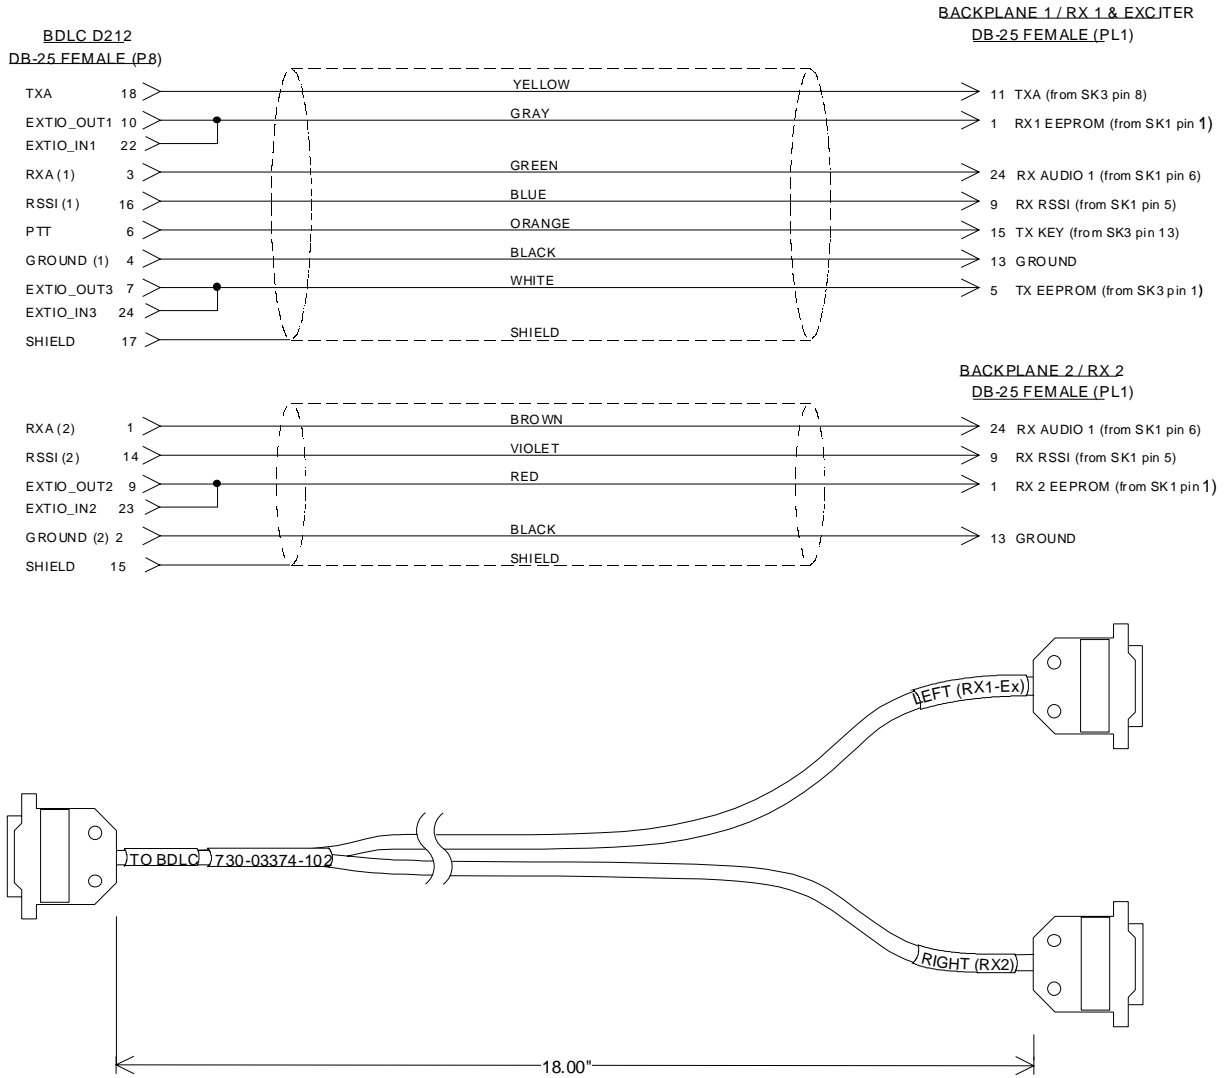 BACKPLANE 1 / RX 1 & EXCITER
BDLC D212
DB-25 FEMALE (PL1)
DB-25 FEMALE (P8)
TXA 18 YELLOW 11 TXA (from SK3 pin 8)
EXTIO_OUT1 10 GRAY 1 RX1 EEPROM (from SK1 pin 1)
EXTIO_IN1 22
RXA (1) 3 GREEN 24 RX AUDIO 1 (from SK1 pin 6)
RSSI (1) 16 BLUE 9 RX RSSI (from SK1 pin 5)
PTT 6 ORANGE 15 TX KEY (from SK3 pin 13)
GROUND (1) 4 BLACK 13 GROUND
EXTIO_OUT3 7 WHITE 5 TX EEPROM (from SK3 pin 1)
EXTIO_IN3 24
SHIELD 17 SHIELD
BACKPLANE 2 / RX 2
DB-25 FEMALE (PL1)
RXA (2) 1 BROWN 24 RX AUDIO 1 (from SK1 pin 6)
RSSI (2) 14 VIOLET 9 RX RSSI (from SK1 pin 5)
EXTIO_OUT2 9 RED 1 RX 2 EEPROM (from SK1 pin 1)
EXTIO_IN2 23
GROUND (2) 2 BLACK 13 GROUND
SHIELD 15 SHIELD
LEFT (RX1-Ex)
TO BDLC 730-03374-102
RIGHT (RX2)
18.00"